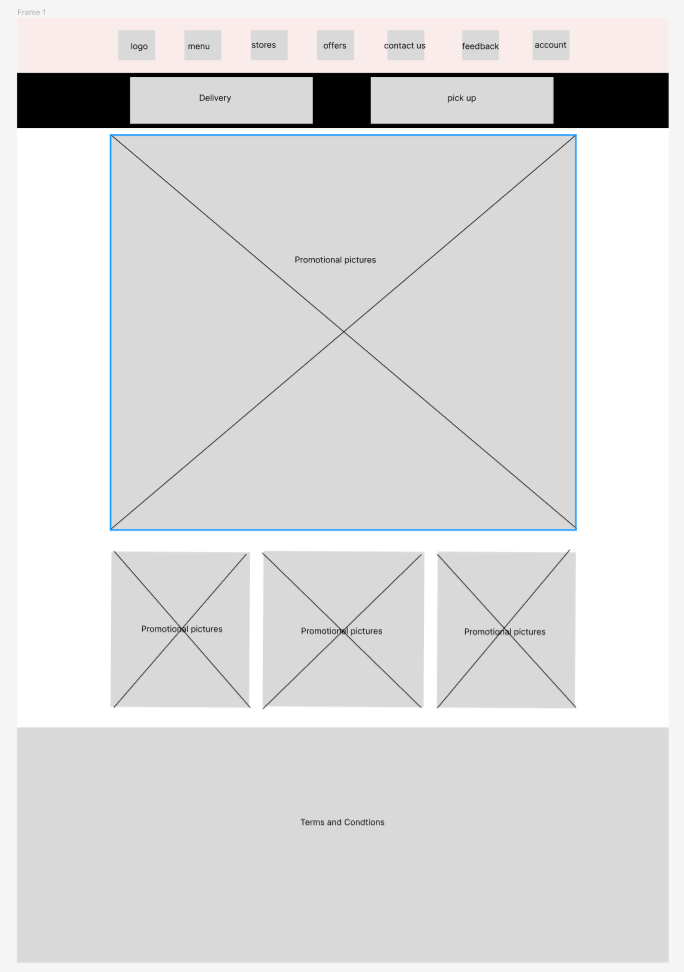 Frame 1
logo
menu
stores
offers
contact us
feedback
account
Delivery
pick up
Promotional pictures
Promotional pictures
Promotional pictures
Promotional pictures
Terms and Condtions